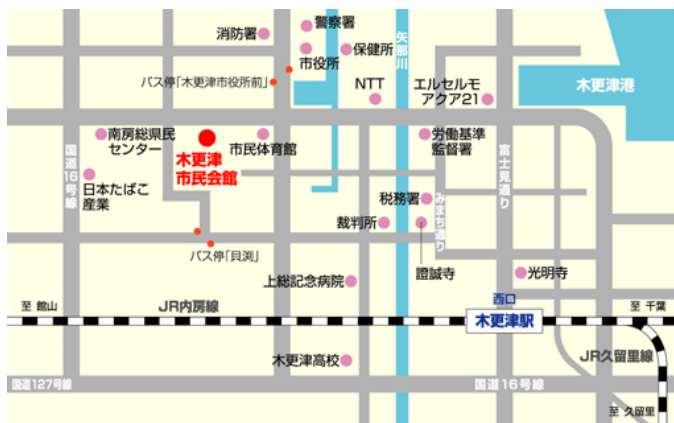 警察署
消防署
市役所
保健所
矢那川
バス停「木更津市役所前」
NTT
エルセルモ
アクア21
木更津港
国道16号線
南房総県民
センター
木更津
市民会館
市民体育館
労働基準
監督署
富士見造り
日本たばこ
産業
税務署
みまち通り
裁判所
證誠寺
バス停「貝渕」
上総記念病院
光明寺
至 館山
JR内房線
西口
木更津駅
至 千葉
JR久留里線
木更津高校
国道127号線
国道16号線
至 久留里